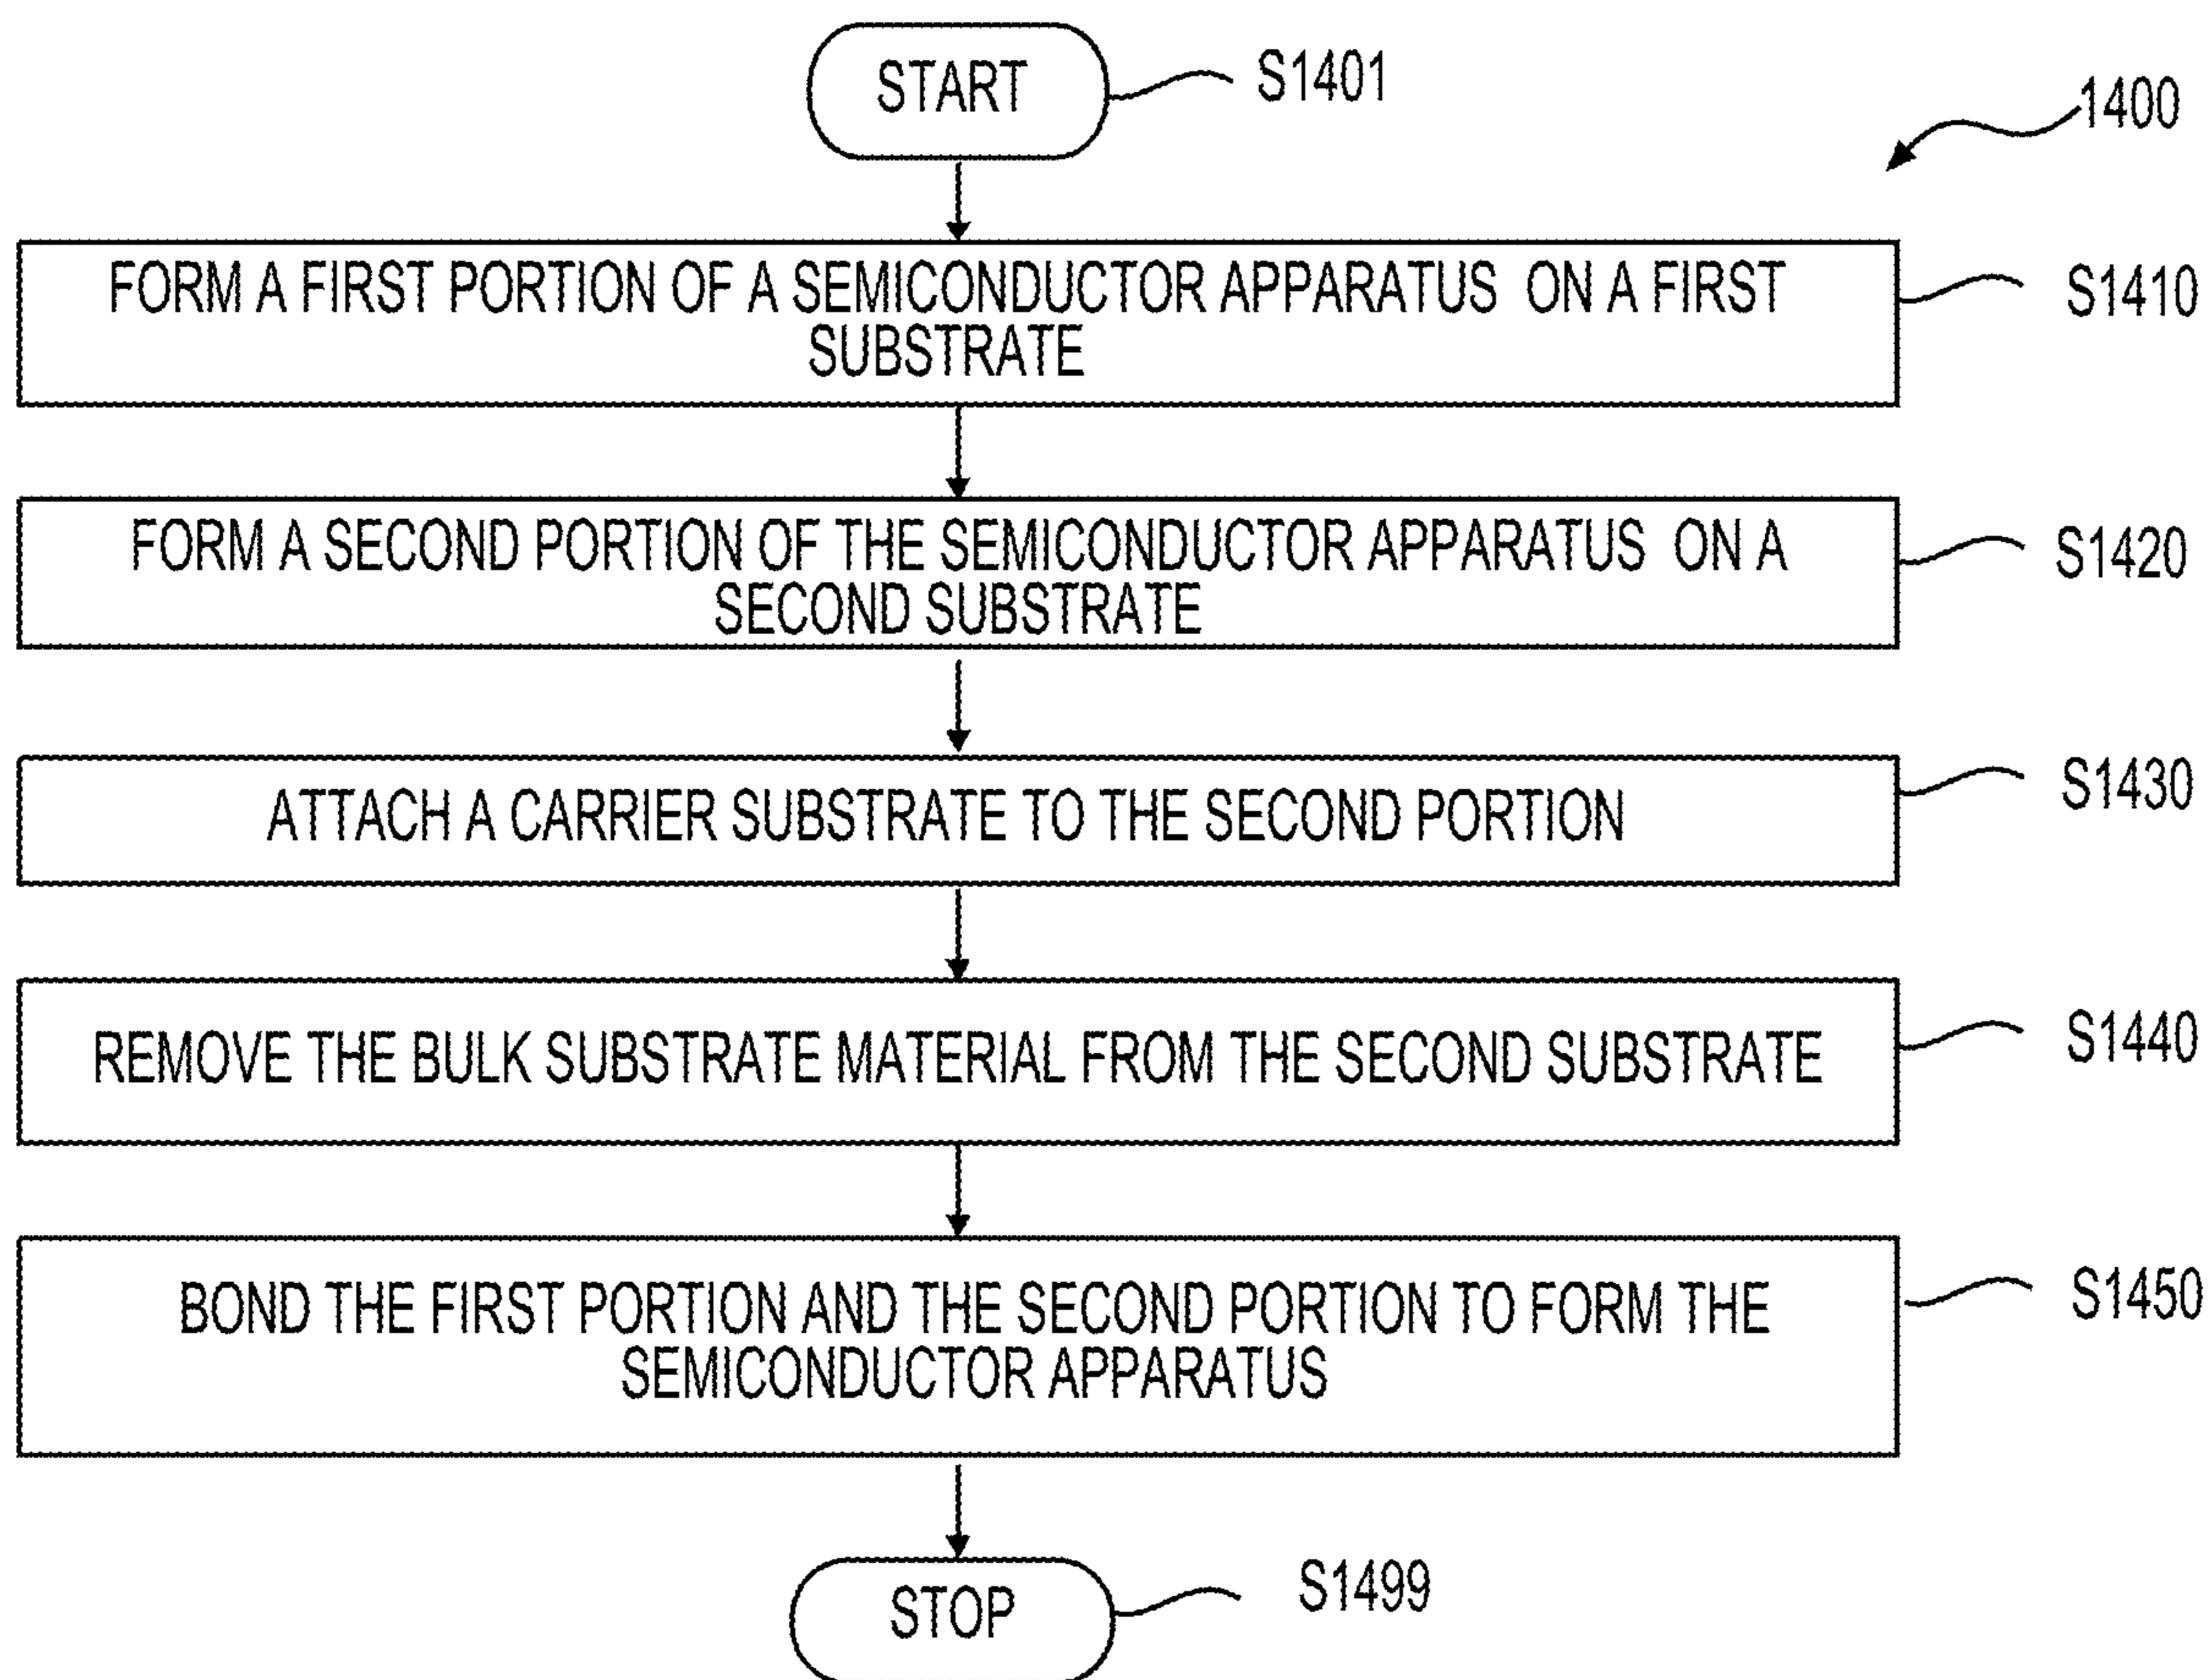 START
S1401
1400
FORM A FIRST PORTION OF A SEMICONDUCTOR APPARATUS ON A FIRST
SUBSTRATE
S1410
FORM A SECOND PORTION OF THE SEMICONDUCTOR APPARATUS ON A
SECOND SUBSTRATE
S1420
ATTACH A CARRIER SUBSTRATE TO THE SECOND PORTION
S1430
REMOVE THE BULK SUBSTRATE MATERIAL FROM THE SECOND SUBSTRATE
S1440
BOND THE FIRST PORTION AND THE SECOND PORTION TO FORM THE
SEMICONDUCTOR APPARATUS
S1450
STOP
S1499